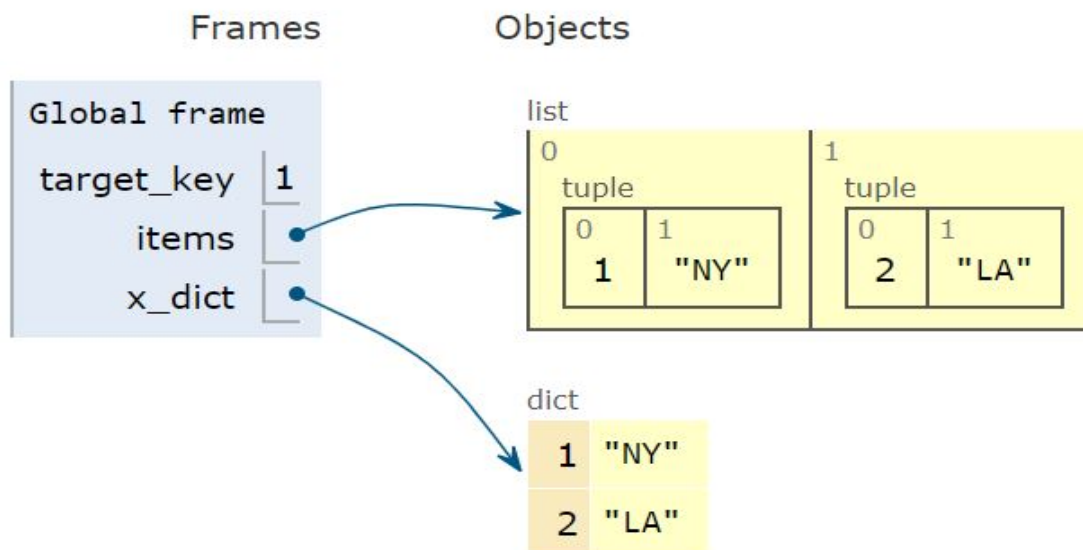 Frames Objects
Global frame
target_key 1
items
x_dict
list
0 1
tuple tuple
0 1 0 1
1 "NY" 2 "LA"
dict
1 "NY"
2 "LA"